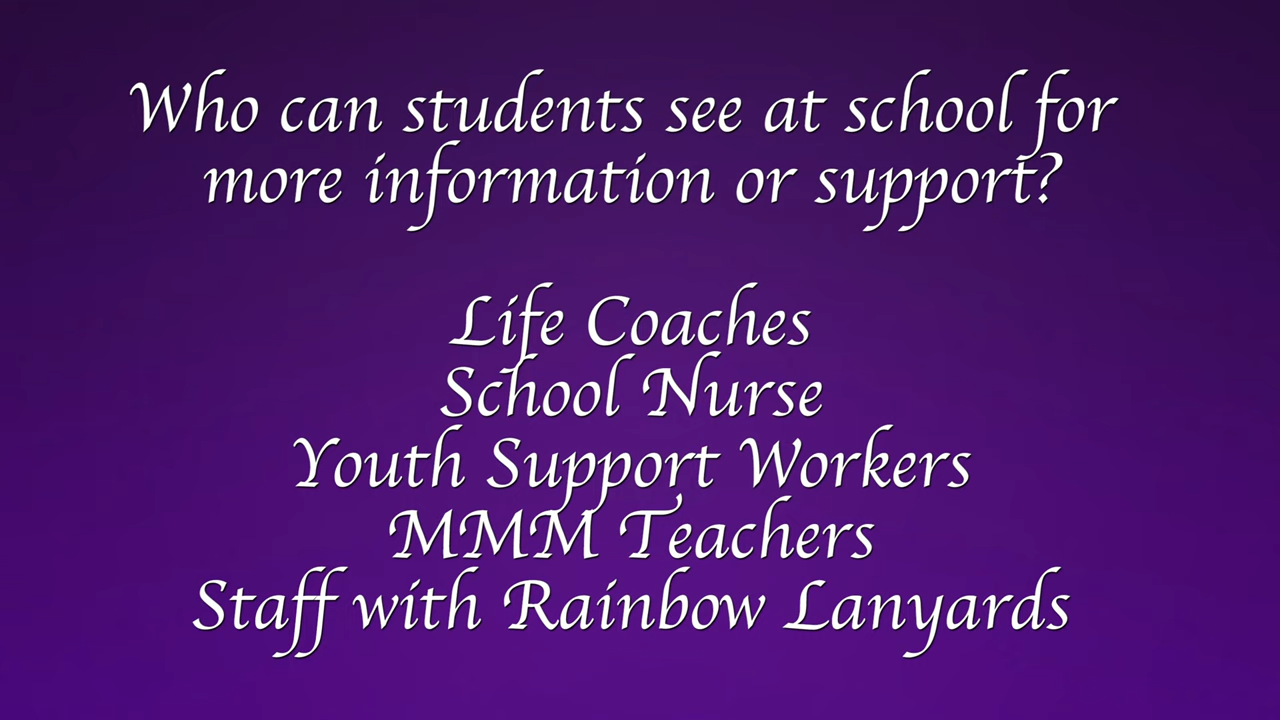 Who can students see at school for
more information or support?
Life Coaches
School Nurse
Youth Support Workers
MMM Teachers
Staff with Rainbow Lanyards